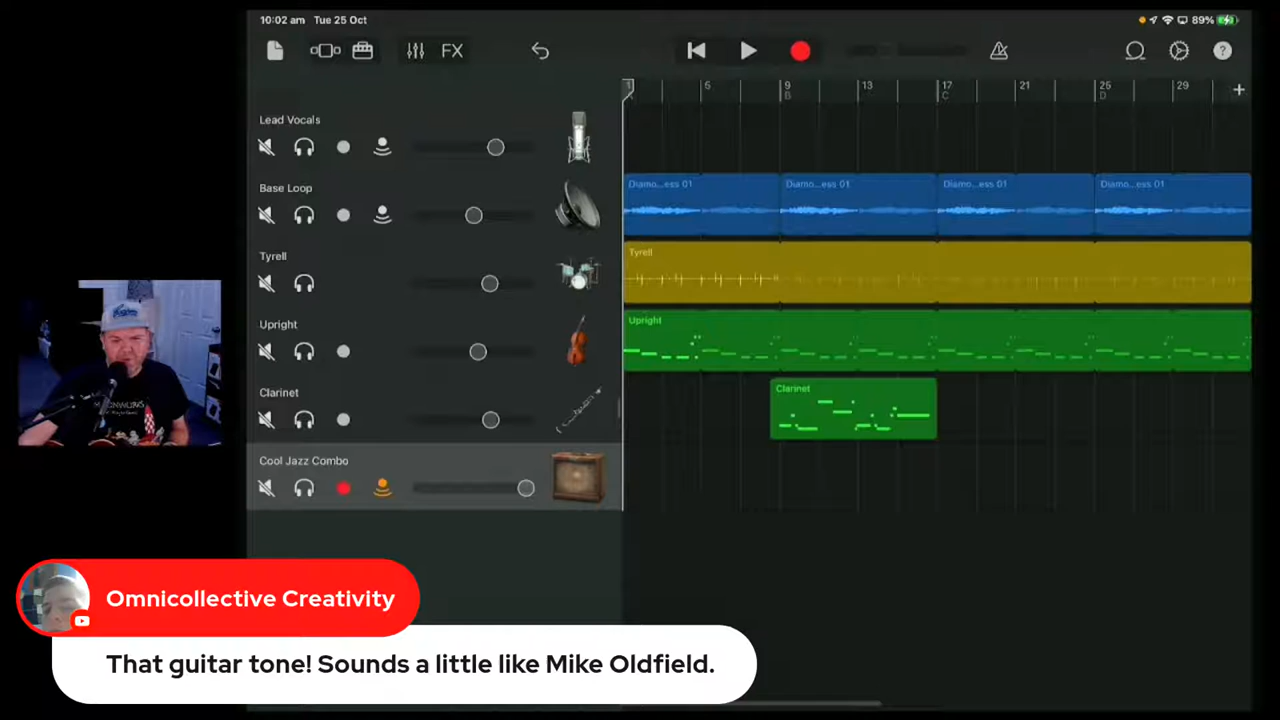 10:02 am Tue 25 Oct
89%
FX
?
1 5 9 13 17 21 25 29 +
A B C D
Lead Vocals
Base Loop
Diamo...ess 01 Diamo...ess 01 Diamo...ess 01 Diamo...ess 01
Tyrell
Tyrell
Upright
Upright
Clarinet
Clarinet
Cool Jazz Combo
Omnicollective Creativity
That guitar tone! Sounds a little like Mike Oldfield.